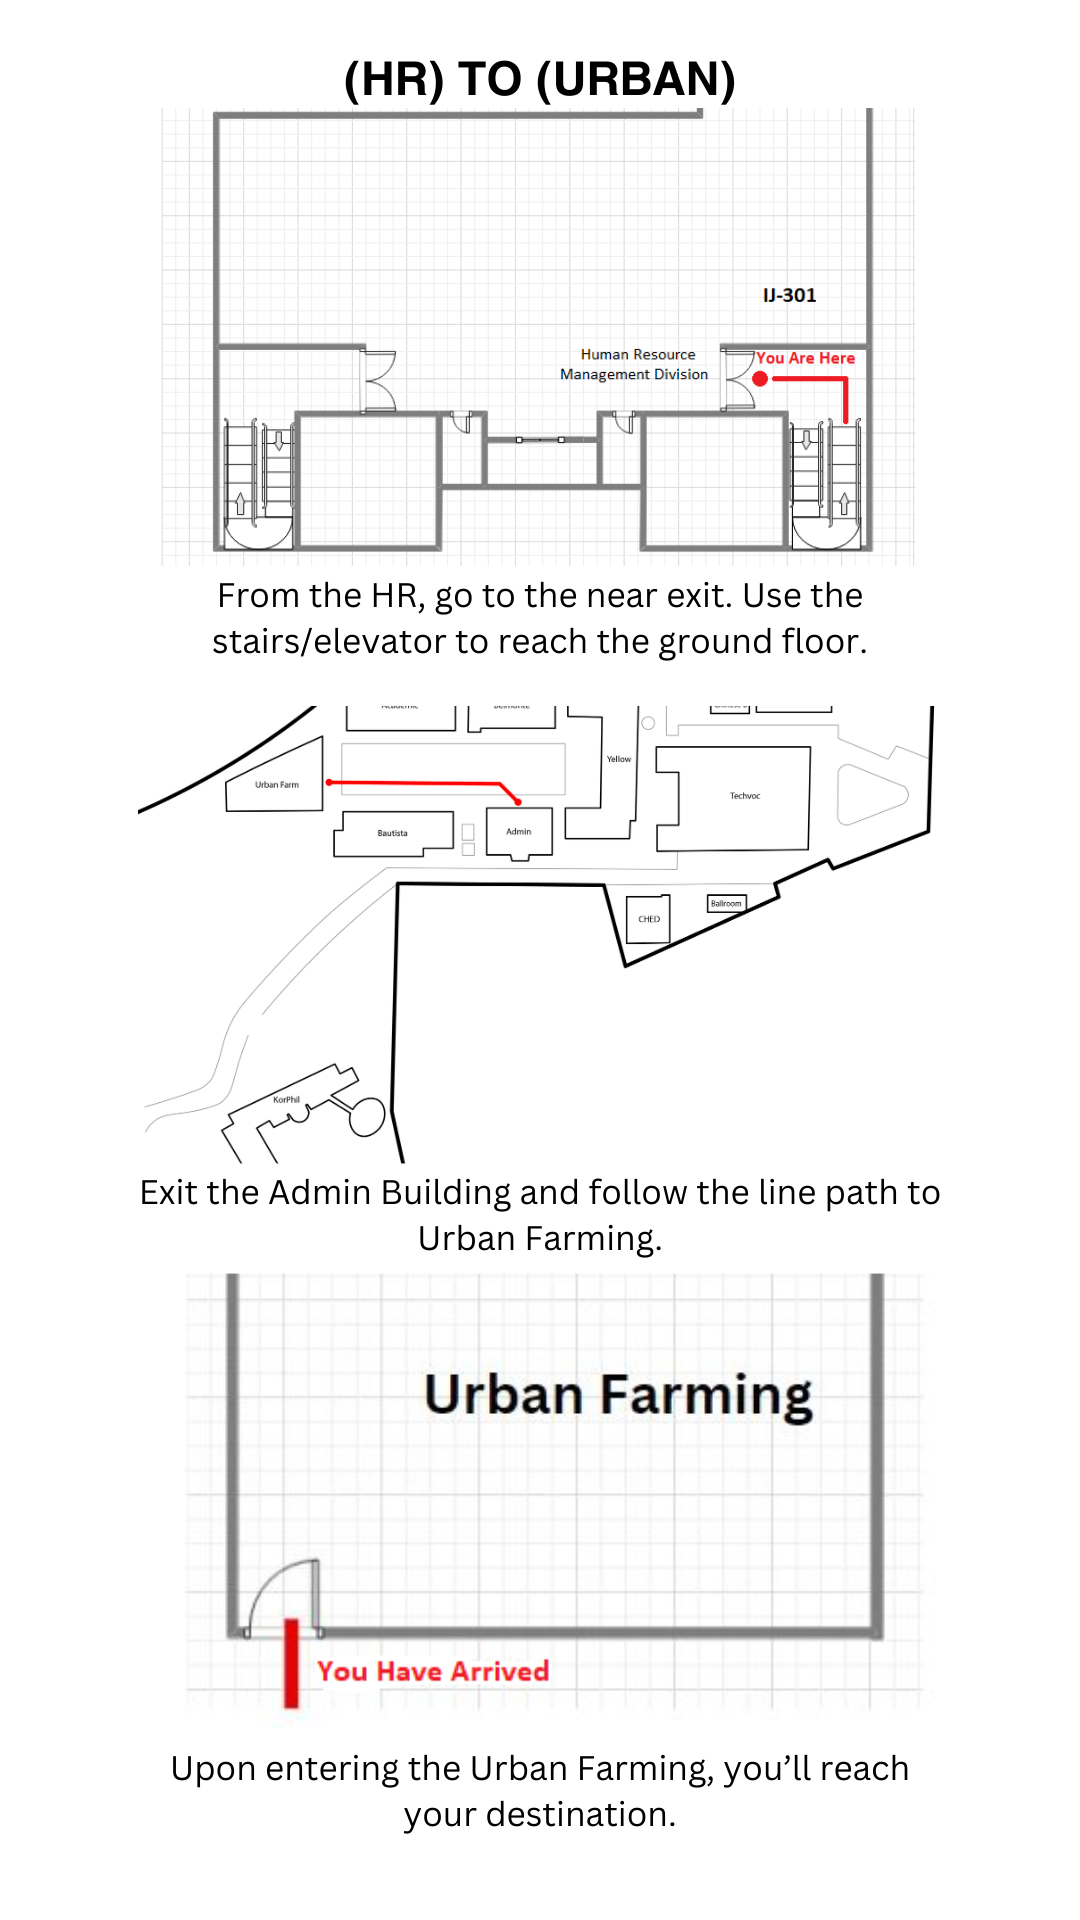 (HR) TO (URBAN)
IJ-301
Human Resource
Management Division
You Are Here
From the HR, go to the near exit. Use the
stairs/elevator to reach the ground floor.
Yellow
Urban Farm
Techvoc
Bautista
Admin
Ballroom
CHED
KorPhil
Exit the Admin Building and follow the line path to
Urban Farming.
Urban Farming
You Have Arrived
Upon entering the Urban Farming, you’ll reach
your destination.